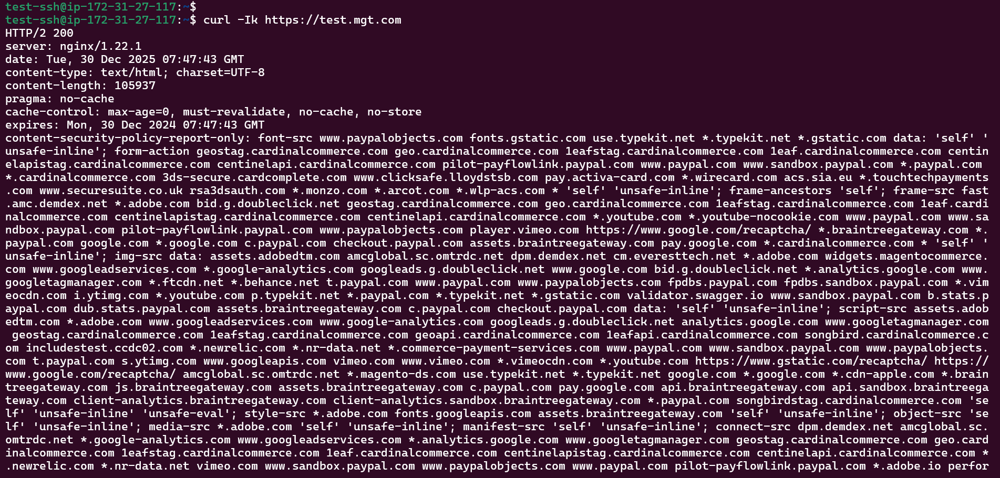 test-ssh@ip-172-31-27-117:~$
test-ssh@ip-172-31-27-117:~$ curl -Ik https://test.mgt.com
HTTP/2 200
server: nginx/1.22.1
date: Tue, 30 Dec 2025 07:47:43 GMT
content-type: text/html; charset=UTF-8
content-length: 105937
pragma: no-cache
cache-control: max-age=0, must-revalidate, no-cache, no-store
expires: Mon, 30 Dec 2024 07:47:43 GMT
content-security-policy-report-only: font-src www.paypalobjects.com fonts.gstatic.com use.typekit.net *.typekit.net *.gstatic.com data: 'self' '
unsafe-inline'; form-action geostag.cardinalcommerce.com geo.cardinalcommerce.com 1eafstag.cardinalcommerce.com 1eaf.cardinalcommerce.com centin
elapistag.cardinalcommerce.com centinelapi.cardinalcommerce.com pilot-payflowlink.paypal.com www.paypal.com www.sandbox.paypal.com *.paypal.com
*.cardinalcommerce.com 3ds-secure.cardcomplete.com www.clicksafe.lloydstsb.com pay.activa-card.com *.wirecard.com acs.sia.eu *.touchtechpayments
.com www.securesuite.co.uk rsa3dsauth.com *.monzo.com *.arcot.com *.wlp-acs.com * 'self' 'unsafe-inline'; frame-ancestors 'self'; frame-src fast
.amc.demdex.net *.adobe.com bid.g.doubleclick.net geostag.cardinalcommerce.com geo.cardinalcommerce.com 1eafstag.cardinalcommerce.com 1eaf.cardi
nalcommerce.com centinelapistag.cardinalcommerce.com centinelapi.cardinalcommerce.com *.youtube.com *.youtube-nocookie.com www.paypal.com www.sa
ndbox.paypal.com pilot-payflowlink.paypal.com www.paypalobjects.com player.vimeo.com https://www.google.com/recaptcha/ *.braintreegateway.com *.
paypal.com google.com *.google.com c.paypal.com checkout.paypal.com assets.braintreegateway.com pay.google.com *.cardinalcommerce.com * 'self' '
unsafe-inline'; img-src data: assets.adobedtm.com amcglobal.sc.omtrdc.net dpm.demdex.net cm.everesttech.net *.adobe.com widgets.magentocommerce.
com www.googleadservices.com *.google-analytics.com googleads.g.doubleclick.net www.google.com bid.g.doubleclick.net *.analytics.google.com www.
googletagmanager.com *.ftcdn.net *.behance.net t.paypal.com www.paypal.com www.paypalobjects.com fpdbs.paypal.com fpdbs.sandbox.paypal.com *.vim
eocdn.com i.ytimg.com *.youtube.com p.typekit.net *.paypal.com *.typekit.net *.gstatic.com validator.swagger.io www.sandbox.paypal.com b.stats.p
aypal.com dub.stats.paypal.com assets.braintreegateway.com c.paypal.com checkout.paypal.com data: 'self' 'unsafe-inline'; script-src assets.adob
edtm.com *.adobe.com www.googleadservices.com www.google-analytics.com googleads.g.doubleclick.net analytics.google.com www.googletagmanager.com
 geostag.cardinalcommerce.com 1eafstag.cardinalcommerce.com geoapi.cardinalcommerce.com 1eafapi.cardinalcommerce.com songbird.cardinalcommerce.c
om includestest.ccdc02.com *.newrelic.com *.nr-data.net *.commerce-payment-services.com www.paypal.com www.sandbox.paypal.com www.paypalobjects.
com t.paypal.com s.ytimg.com www.googleapis.com vimeo.com www.vimeo.com *.vimeocdn.com *.youtube.com https://www.gstatic.com/recaptcha/ https://
www.google.com/recaptcha/ amcglobal.sc.omtrdc.net *.magento-ds.com use.typekit.net *.typekit.net google.com *.google.com *.cdn-apple.com *.brain
treegateway.com js.braintreegateway.com assets.braintreegateway.com c.paypal.com pay.google.com api.braintreegateway.com api.sandbox.braintreega
teway.com client-analytics.braintreegateway.com client-analytics.sandbox.braintreegateway.com *.paypal.com songbirdstag.cardinalcommerce.com 'se
lf' 'unsafe-inline' 'unsafe-eval'; style-src *.adobe.com fonts.googleapis.com assets.braintreegateway.com 'self' 'unsafe-inline'; object-src 'se
lf' 'unsafe-inline'; media-src *.adobe.com 'self' 'unsafe-inline'; manifest-src 'self' 'unsafe-inline'; connect-src dpm.demdex.net amcglobal.sc.
omtrdc.net *.google-analytics.com www.googleadservices.com *.analytics.google.com www.googletagmanager.com geostag.cardinalcommerce.com geo.card
inalcommerce.com 1eafstag.cardinalcommerce.com 1eaf.cardinalcommerce.com centinelapistag.cardinalcommerce.com centinelapi.cardinalcommerce.com *
.newrelic.com *.nr-data.net vimeo.com www.sandbox.paypal.com www.paypalobjects.com www.paypal.com pilot-payflowlink.paypal.com *.adobe.io perfor